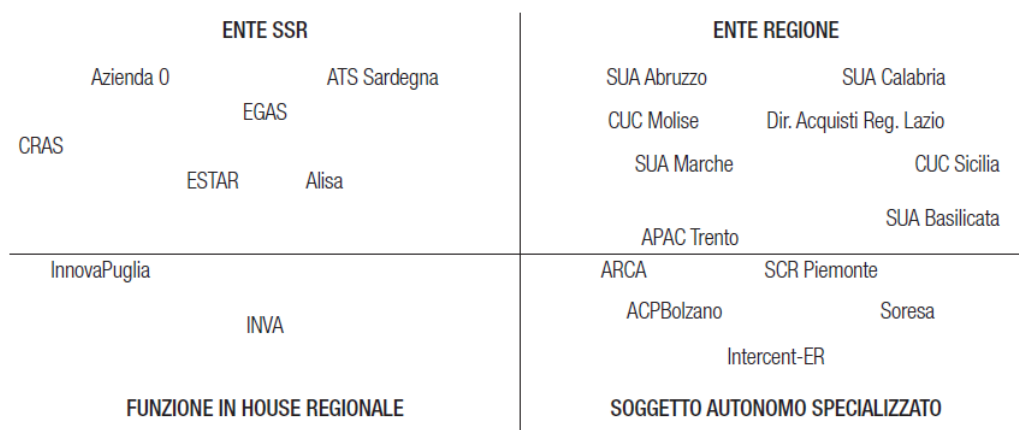 ENTE SSR
Azienda 0 ATS Sardegna
EGAS
CRAS
ESTAR Alisa
ENTE REGIONE
SUA Abruzzo SUA Calabria
CUC Molise Dir. Acquisti Reg. Lazio
SUA Marche CUC Sicilia
SUA Basilicata
APAC Trento
InnovaPuglia
INVA
FUNZIONE IN HOUSE REGIONALE
ARCA SCR Piemonte
ACPBolzano Soresa
Intercent-ER
SOGGETTO AUTONOMO SPECIALIZZATO